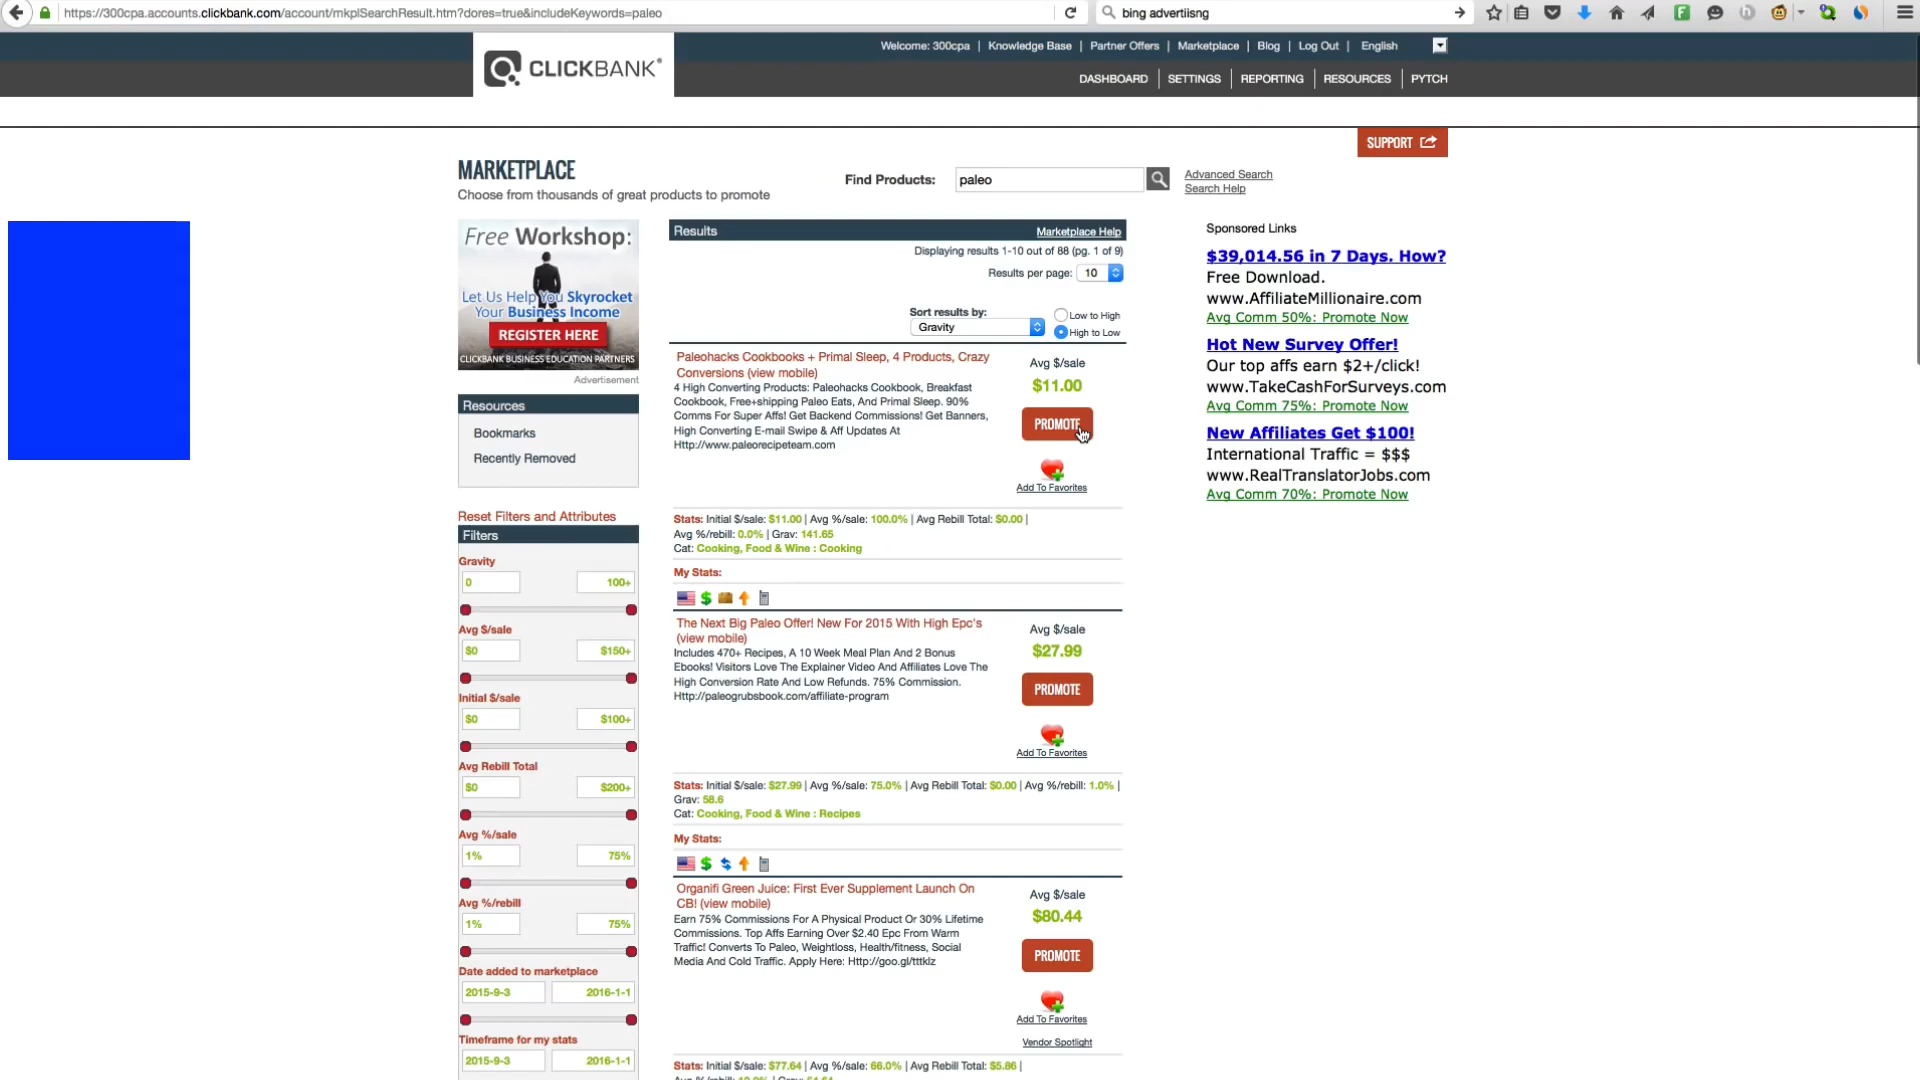 https://300cpa.accounts.clickbank.com/account/mkplSearchResult.htm?dores=true&includeKeywords=paleo
bing advertiisng
Welcome: 300cpa | Knowledge Base | Partner Offers | Marketplace | Blog | Log Out | English
CLICKBANK®
DASHBOARD | SETTINGS | REPORTING | RESOURCES | PYTCH
SUPPORT
MARKETPLACE
Choose from thousands of great products to promote
Find Products: paleo
Advanced Search
Search Help
Free Workshop:
Let Us Help You Skyrocket
Your Business Income
REGISTER HERE
CLICKBANK BUSINESS EDUCATION PARTNERS
Advertisement
Resources
Bookmarks
Recently Removed
Reset Filters and Attributes
Filters
Gravity
0 100+
Avg $/sale
$0 $150+
Initial $/sale
$0 $100+
Avg Rebill Total
$0 $200+
Avg %/sale
1% 75%
Avg %/rebill
1% 75%
Date added to marketplace
2015-9-3 2016-1-1
Timeframe for my stats
2015-9-3 2016-1-1
Results Marketplace Help
Displaying results 1-10 out of 88 (pg. 1 of 9)
Results per page: 10
Sort results by:
Gravity
Low to High
High to Low
Paleohacks Cookbooks + Primal Sleep, 4 Products, Crazy
Conversions (view mobile)
4 High Converting Products: Paleohacks Cookbook, Breakfast
Cookbook, Free+shipping Paleo Eats, And Primal Sleep. 90%
Comms For Super Affs! Get Backend Commissions! Get Banners,
High Converting E-mail Swipe & Aff Updates At
Http://www.paleorecipeteam.com
Avg $/sale
$11.00
PROMOTE
Add To Favorites
Stats: Initial $/sale: $11.00 | Avg %/sale: 100.0% | Avg Rebill Total: $0.00 |
Avg %/rebill: 0.0% | Grav: 141.65
Cat: Cooking, Food & Wine : Cooking
My Stats:
The Next Big Paleo Offer! New For 2015 With High Epc's
(view mobile)
Includes 470+ Recipes, A 10 Week Meal Plan And 2 Bonus
Ebooks! Visitors Love The Explainer Video And Affiliates Love The
High Conversion Rate And Low Refunds. 75% Commission.
Http://paleogrubsbook.com/affiliate-program
Avg $/sale
$27.99
PROMOTE
Add To Favorites
Stats: Initial $/sale: $27.99 | Avg %/sale: 75.0% | Avg Rebill Total: $0.00 | Avg %/rebill: 1.0% |
Grav: 58.6
Cat: Cooking, Food & Wine : Recipes
My Stats:
Organifi Green Juice: First Ever Supplement Launch On
CB! (view mobile)
Earn 75% Commissions For A Physical Product Or 30% Lifetime
Commissions. Top Affs Earning Over $2.40 Epc From Warm
Traffic! Converts To Paleo, Weightloss, Health/fitness, Social
Media And Cold Traffic. Apply Here: Http://goo.gl/tttklz
Avg $/sale
$80.44
PROMOTE
Add To Favorites
Vendor Spotlight
Stats: Initial $/sale: $77.64 | Avg %/sale: 66.0% | Avg Rebill Total: $5.86 |
Sponsored Links
$39,014.56 in 7 Days. How?
Free Download.
www.AffiliateMillionaire.com
Avg Comm 50%: Promote Now
Hot New Survey Offer!
Our top affs earn $2+/click!
www.TakeCashForSurveys.com
Avg Comm 75%: Promote Now
New Affiliates Get $100!
International Traffic = $$$
www.RealTranslatorJobs.com
Avg Comm 70%: Promote Now